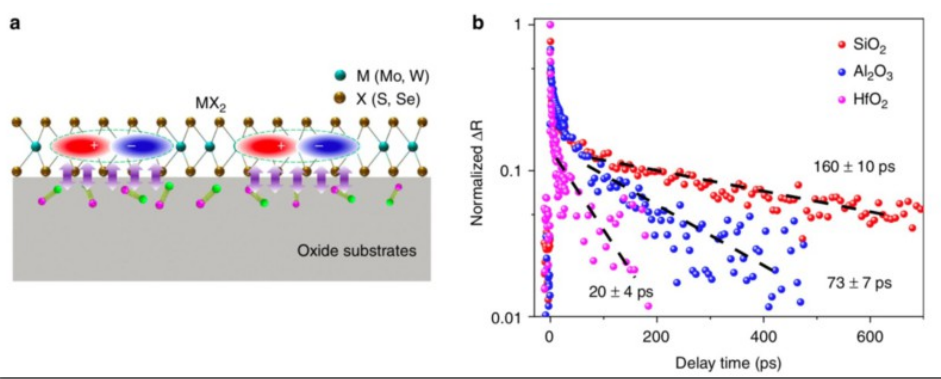 a
M (Mo, W)
X (S, Se)
MX₂
Oxide substrates
b
Normalized ΔR
1
0.1
0.01
SiO₂
Al₂O₃
HfO₂
160 ± 10 ps
73 ± 7 ps
20 ± 4 ps
0
200
400
600
Delay time (ps)
+
−
+
−